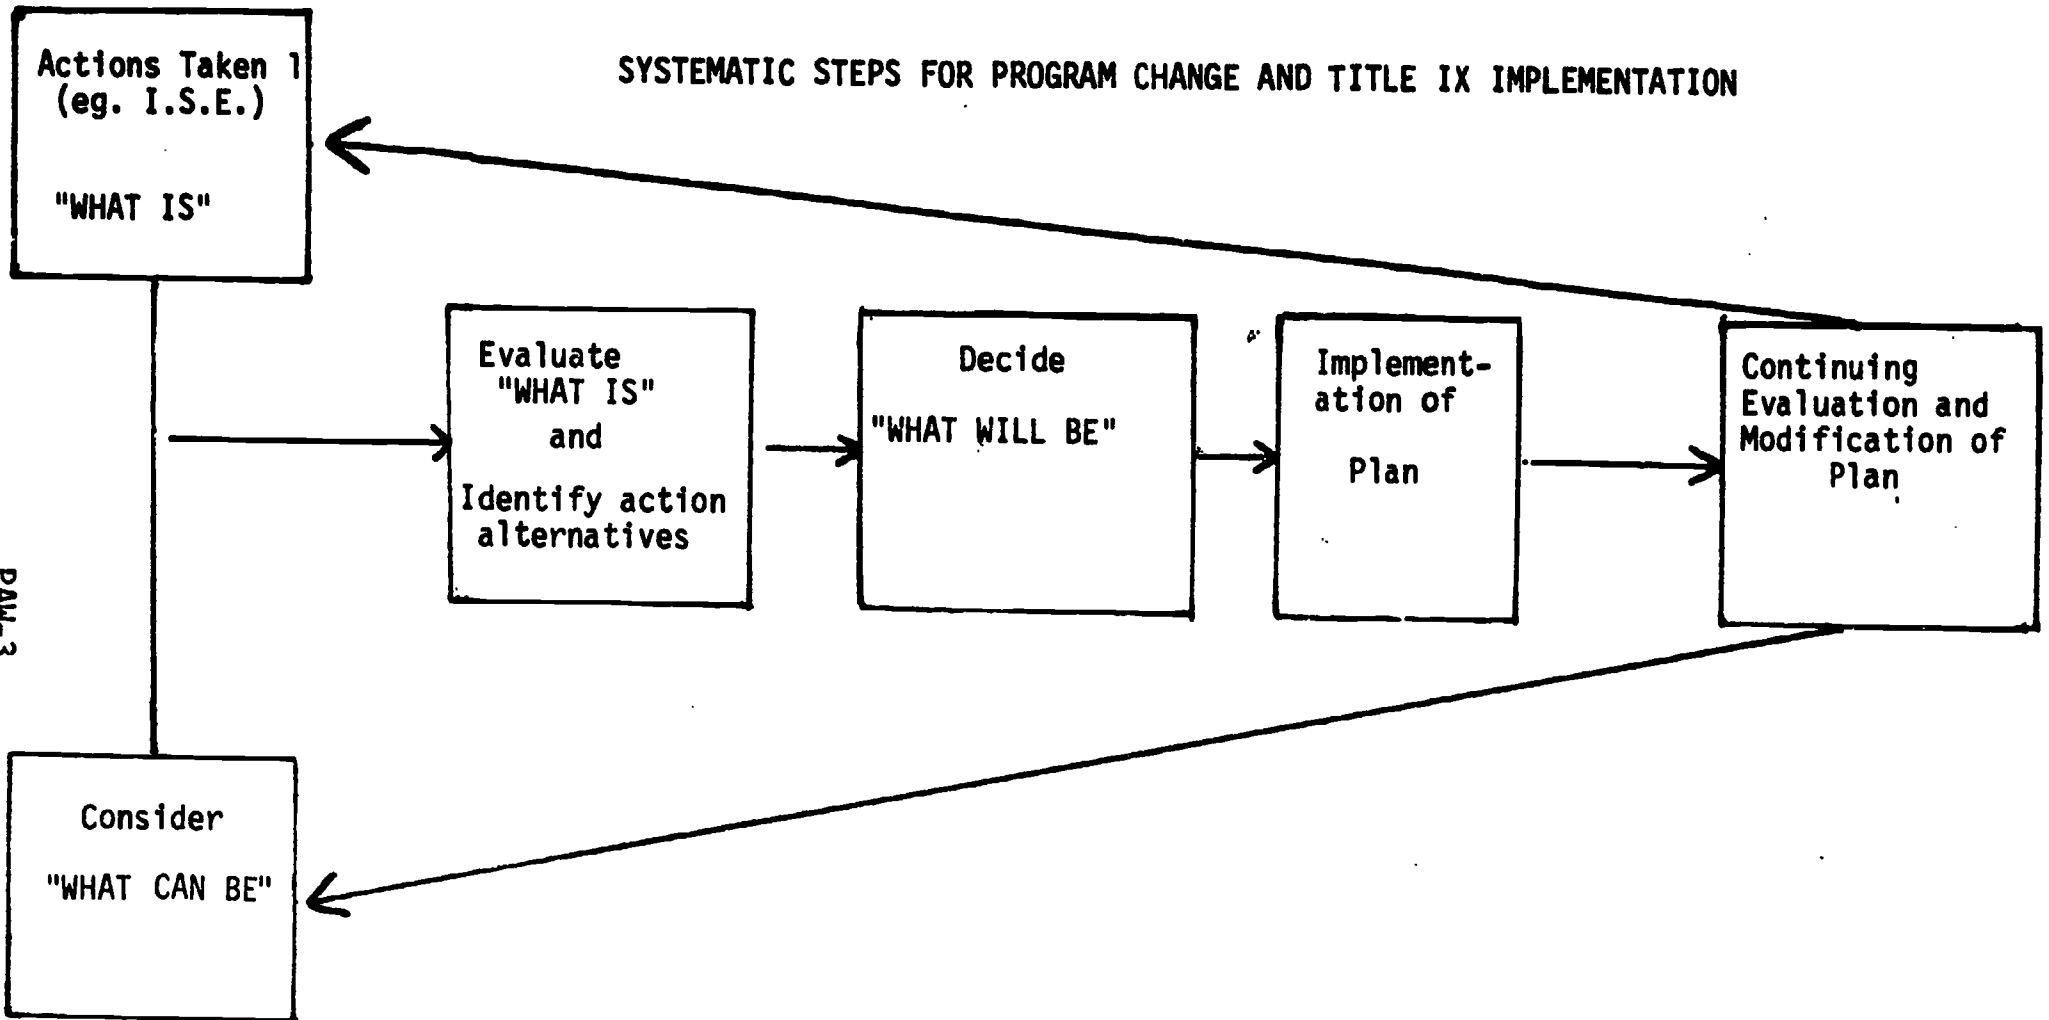 SYSTEMATIC STEPS FOR PROGRAM CHANGE AND TITLE IX IMPLEMENTATION
Actions Taken 1
(eg. I.S.E.)
"WHAT IS"
Evaluate
"WHAT IS"
and
Identify action
alternatives
Decide
"WHAT WILL BE"
Implement-
ation of
Plan
Continuing
Evaluation and
Modification of
Plan
Consider
"WHAT CAN BE"